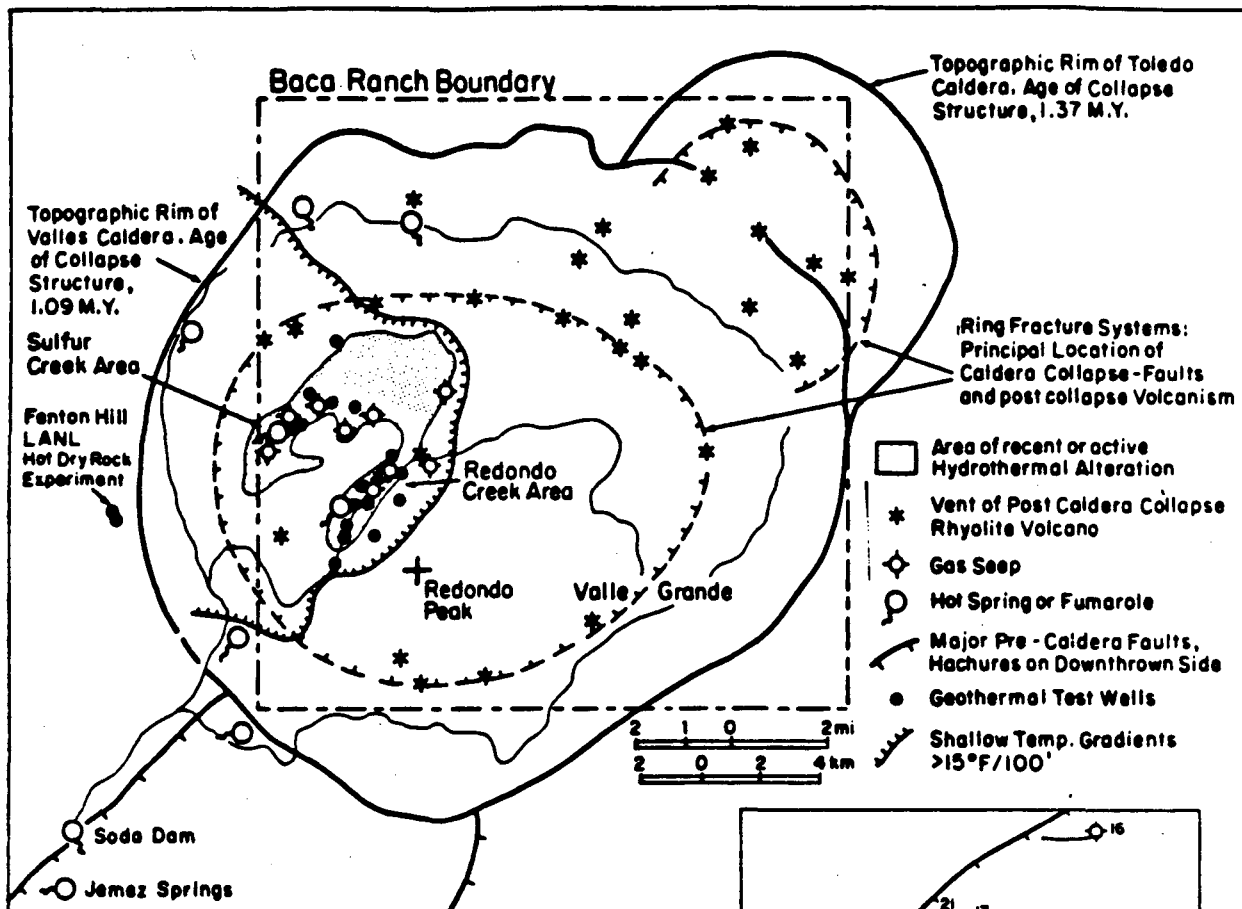 Baca Ranch Boundary
Topographic Rim of Toledo
Caldera. Age of Collapse
Structure, 1.37 M.Y.
Topographic Rim of
Valles Caldera. Age
of Collapse
Structure,
1.09 M.Y.
Sulfur
Creek Area
Fenton Hill
LANL
Hot Dry Rock
Experiment
Ring Fracture Systems:
Principal Location of
Caldera Collapse-Faults
and post collapse Volcanism
Redondo
Creek Area
Redondo
Peak
Valle Grande
Area of recent or active
Hydrothermal Alteration
Vent of Post Caldera Collapse
Rhyolite Volcano
Gas Seep
Hot Spring or Fumarole
Major Pre-Caldera Faults,
Hachures on Downthrown Side
Geothermal Test Wells
Shallow Temp. Gradients
>15°F/100'
2 1 0 2 mi
2 0 2 4 km
Soda Dam
Jemez Springs
16
21